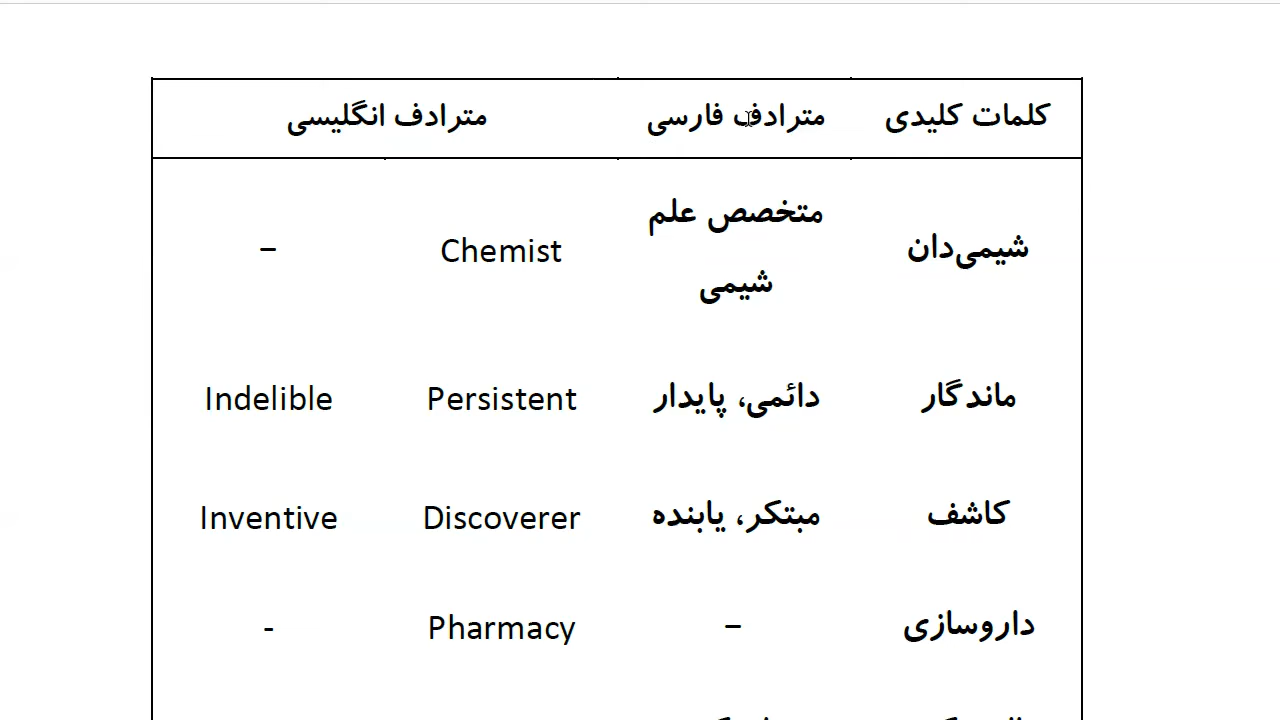 کلمات کلیدی مترادف فارسی مترادف انگلیسی
شیمی‌دان متخصص علم شیمی Chemist –
ماندگار دائمی، پایدار Persistent Indelible
کاشف مبتکر، یابنده Discoverer Inventive
داروسازی – Pharmacy -